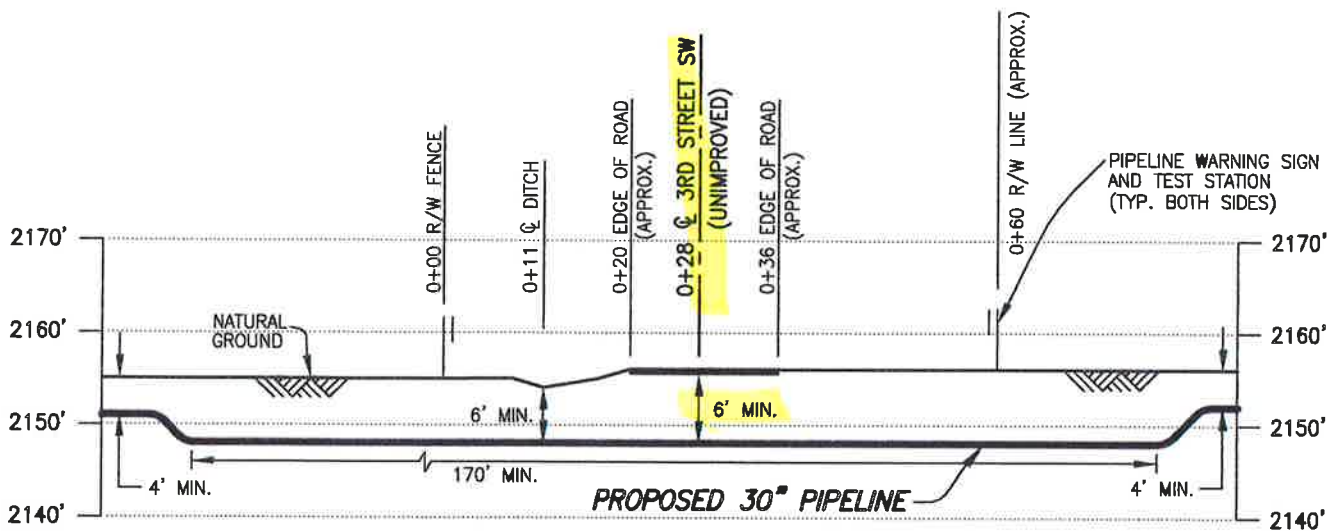 0+00 R/W FENCE
0+11 ℄ DITCH
0+20 EDGE OF ROAD
(APPROX.)
0+28 ℄ 3RD STREET SW
(UNIMPROVED)
0+36 EDGE OF ROAD
(APPROX.)
0+60 R/W LINE (APPROX.)
PIPELINE WARNING SIGN
AND TEST STATION
(TYP. BOTH SIDES)
2170'
2170'
2160'
NATURAL
GROUND
2160'
2150'
6' MIN.
6' MIN.
2150'
4' MIN.
170' MIN.
4' MIN.
PROPOSED 30" PIPELINE
2140'
2140'